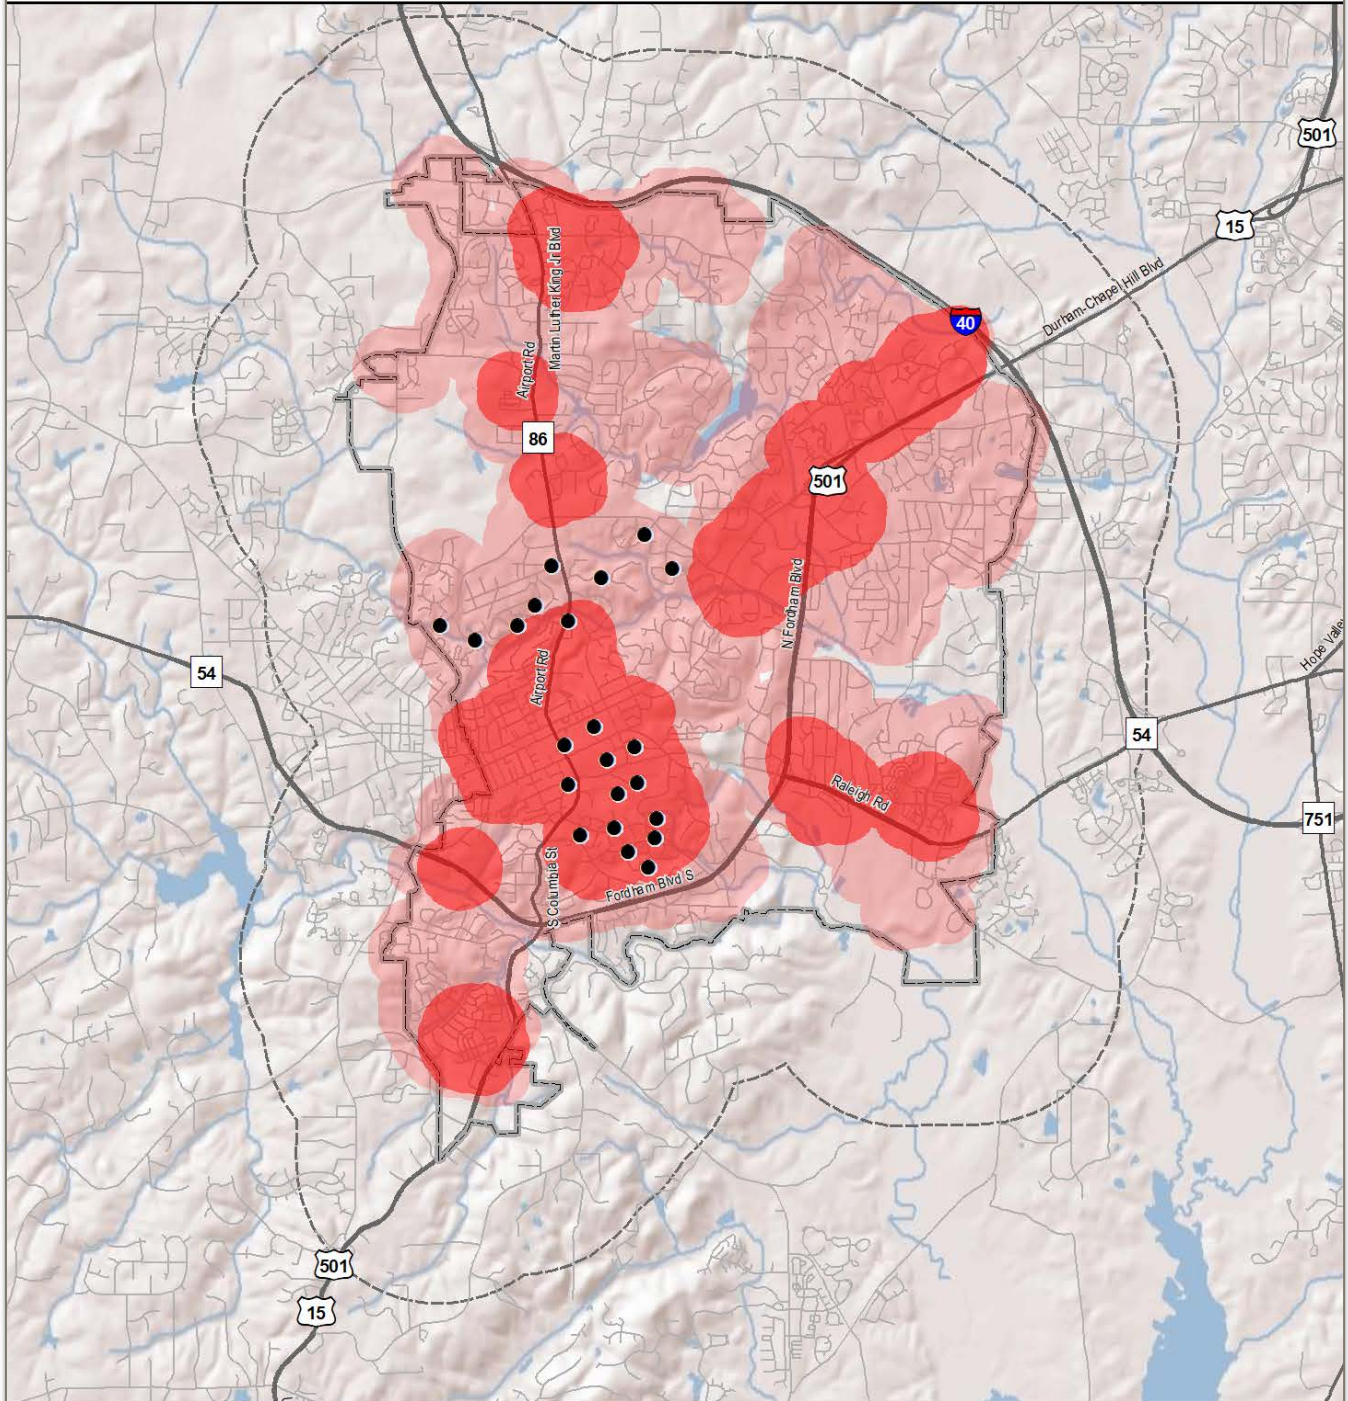 501
15
Durham-Chapel Hill Blvd
40
Martin Luther King Jr Blvd
Airport Rd
86
501
N Fordham Blvd
Hope Valle
54
Airport Rd
54
Raleigh Rd
751
S Columbia St
Fordham Blvd S
501
15